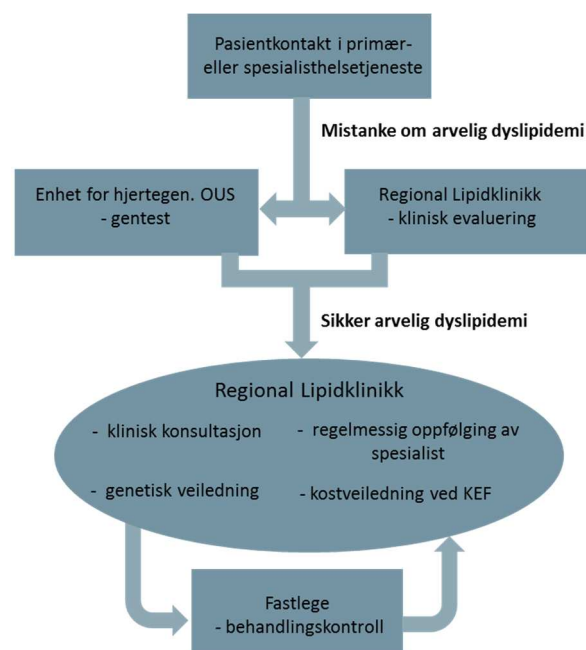 Pasientkontakt i primær-
eller spesialisthelsetjeneste
Mistanke om arvelig dyslipidemi
Enhet for hjertegen. OUS
- gentest
Regional Lipidklinikk
- klinisk evaluering
Sikker arvelig dyslipidemi
Regional Lipidklinikk
- klinisk konsultasjon
- regelmessig oppfølging av
spesialist
- genetisk veiledning
- kostveiledning ved KEF
Fastlege
- behandlingskontroll